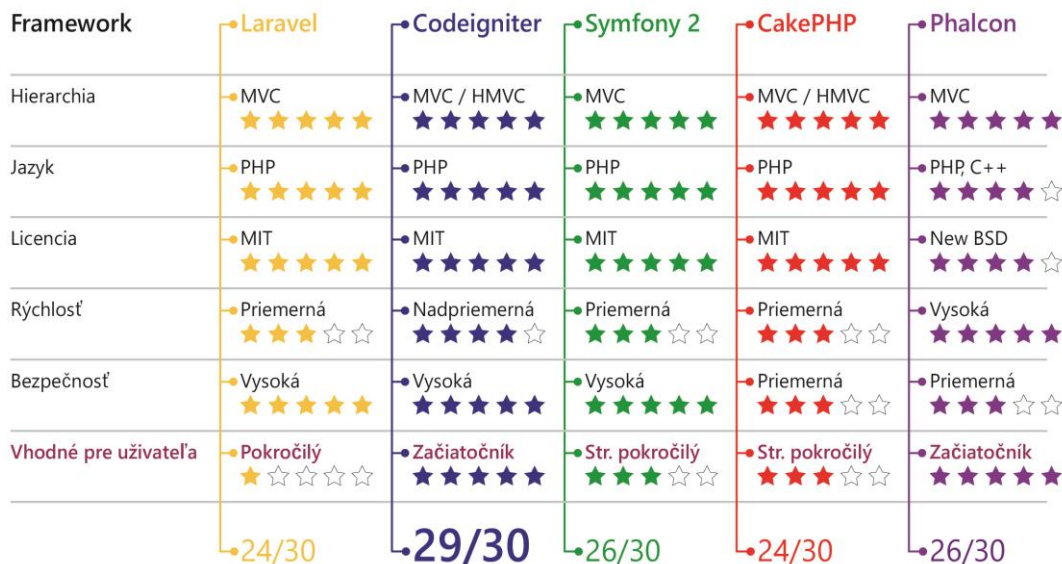 Framework Laravel Codeigniter Symfony 2 CakePHP Phalcon
Hierarchia MVC MVC / HMVC MVC MVC / HMVC MVC
Jazyk PHP PHP PHP PHP PHP, C++
Licencia MIT MIT MIT MIT New BSD
Rýchlosť Priemerná Nadpriemerná Priemerná Priemerná Vysoká
Bezpečnosť Vysoká Vysoká Vysoká Priemerná Priemerná
Vhodné pre uživateľa Pokročilý Začiatočník Str. pokročilý Str. pokročilý Začiatočník
24/30 29/30 26/30 24/30 26/30